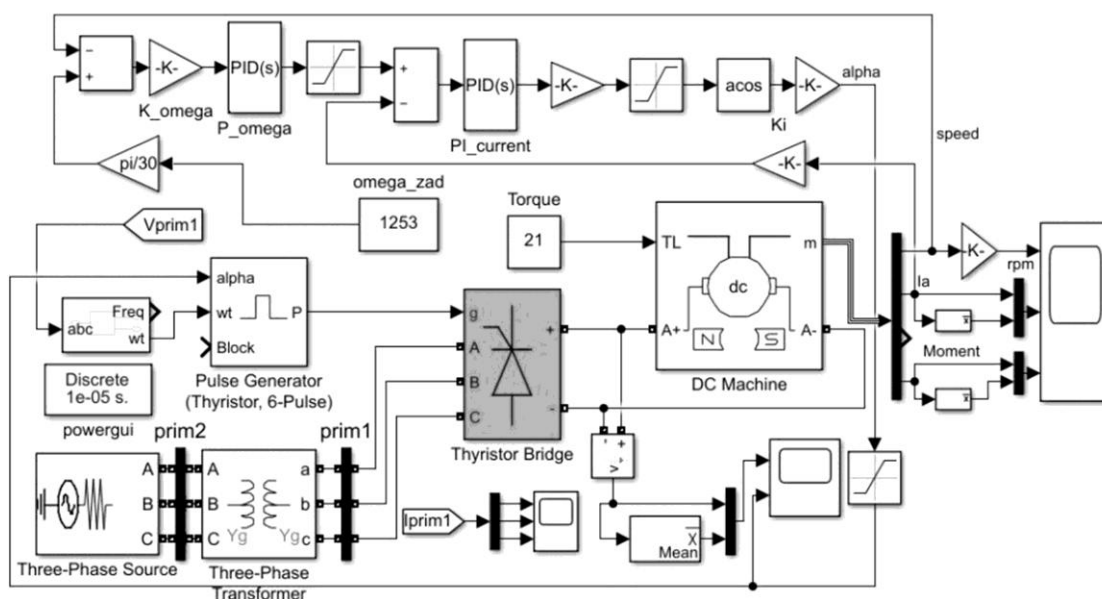 −
+
-K-
K_omega
PID(s)
P_omega
+
−
PID(s)
PI_current
-K-
acos
Ki
-K-
alpha
speed
pi/30
-K-
omega_zad
1253
Torque
21
Vprim1
TL
m
dc
A+
N
S
A-
DC Machine
-K-
rpm
Ia
x
Moment
x
alpha
wt
Block
P
Pulse Generator
(Thyristor, 6-Pulse)
abc
Freq
wt
Discrete
1e-05 s.
powergui
g
A
B
C
+
-
Thyristor Bridge
prim2
prim1
A
B
C
Three-Phase Source
A
B
C
Yg
Yg
a
b
c
Three-Phase
Transformer
Iprim1
-
+
v
X
Mean